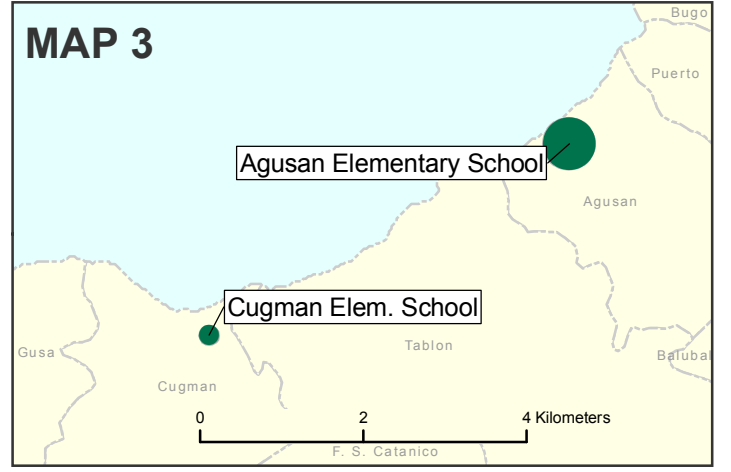 Bugo
MAP 3
Puerto
Agusan Elementary School
Agusan
Cugman Elem. School
Tablon
Gusa
Balubal
Cugman
0 2 4 Kilometers
F. S. Catanico